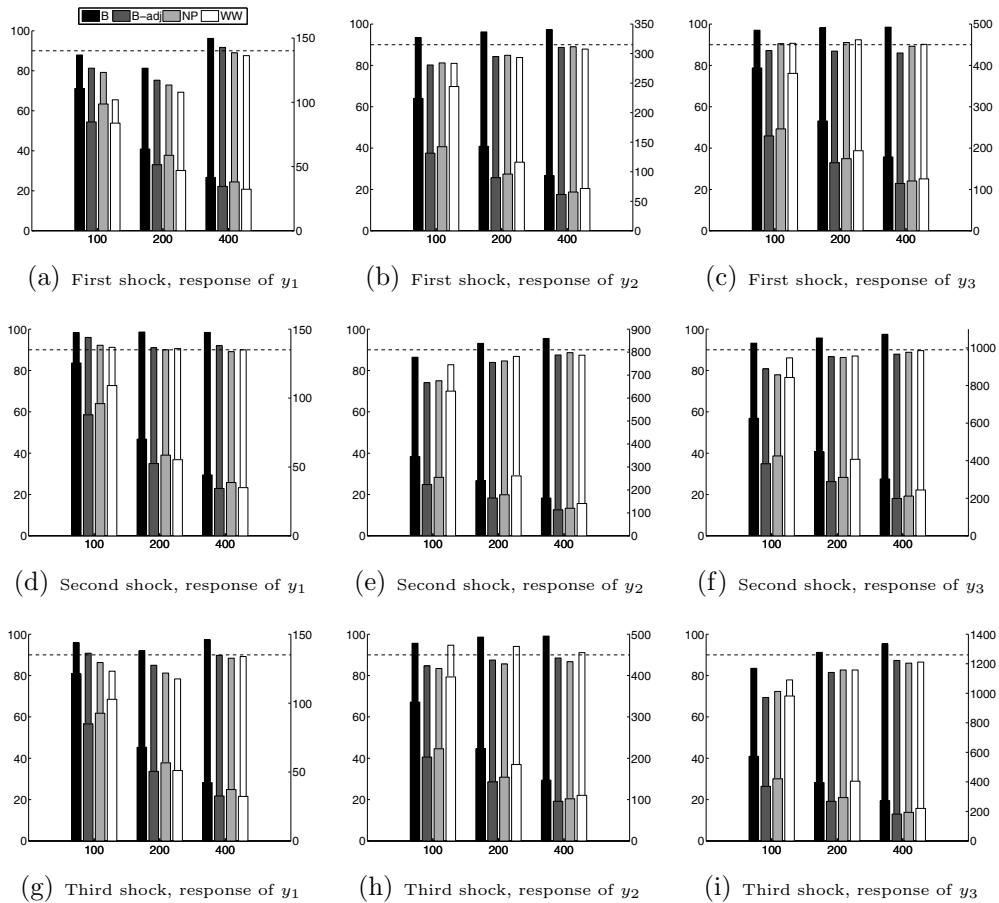 B B-adj NP WW
100 80 60 40 20 0
150 100 50 0
100 200 400
(a) First shock, response of y1
100 80 60 40 20 0
350 300 250 200 150 100 50 0
100 200 400
(b) First shock, response of y2
100 80 60 40 20 0
500 400 300 200 100 0
100 200 400
(c) First shock, response of y3
100 80 60 40 20 0
150 100 50 0
100 200 400
(d) Second shock, response of y1
100 80 60 40 20 0
900 800 700 600 500 400 300 200 100 0
100 200 400
(e) Second shock, response of y2
100 80 60 40 20 0
1000 800 600 400 200 0
100 200 400
(f) Second shock, response of y3
100 80 60 40 20 0
150 100 50 0
100 200 400
(g) Third shock, response of y1
100 80 60 40 20 0
500 400 300 200 100 0
100 200 400
(h) Third shock, response of y2
100 80 60 40 20 0
1400 1200 1000 800 600 400 200 0
100 200 400
(i) Third shock, response of y3